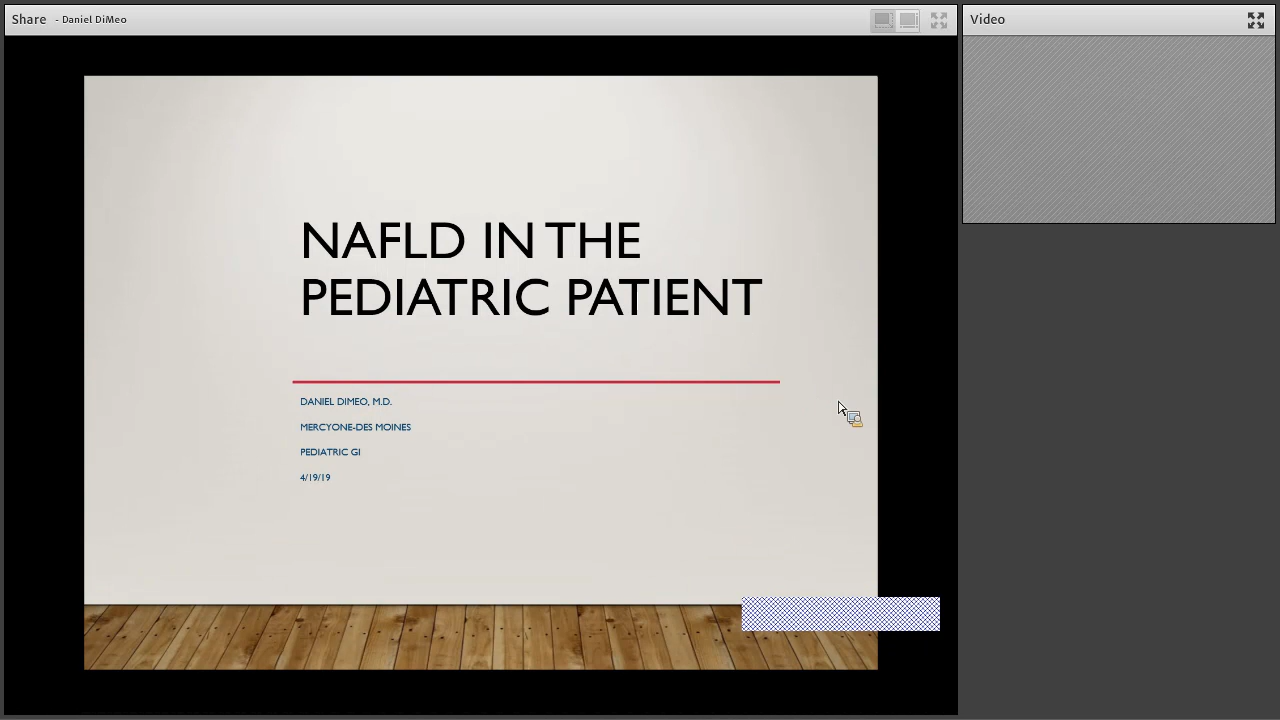 Share - Daniel DiMeo
Video
NAFLD IN THE
PEDIATRIC PATIENT
DANIEL DIMEO, M.D.
MERCYONE-DES MOINES
PEDIATRIC GI
4/19/19